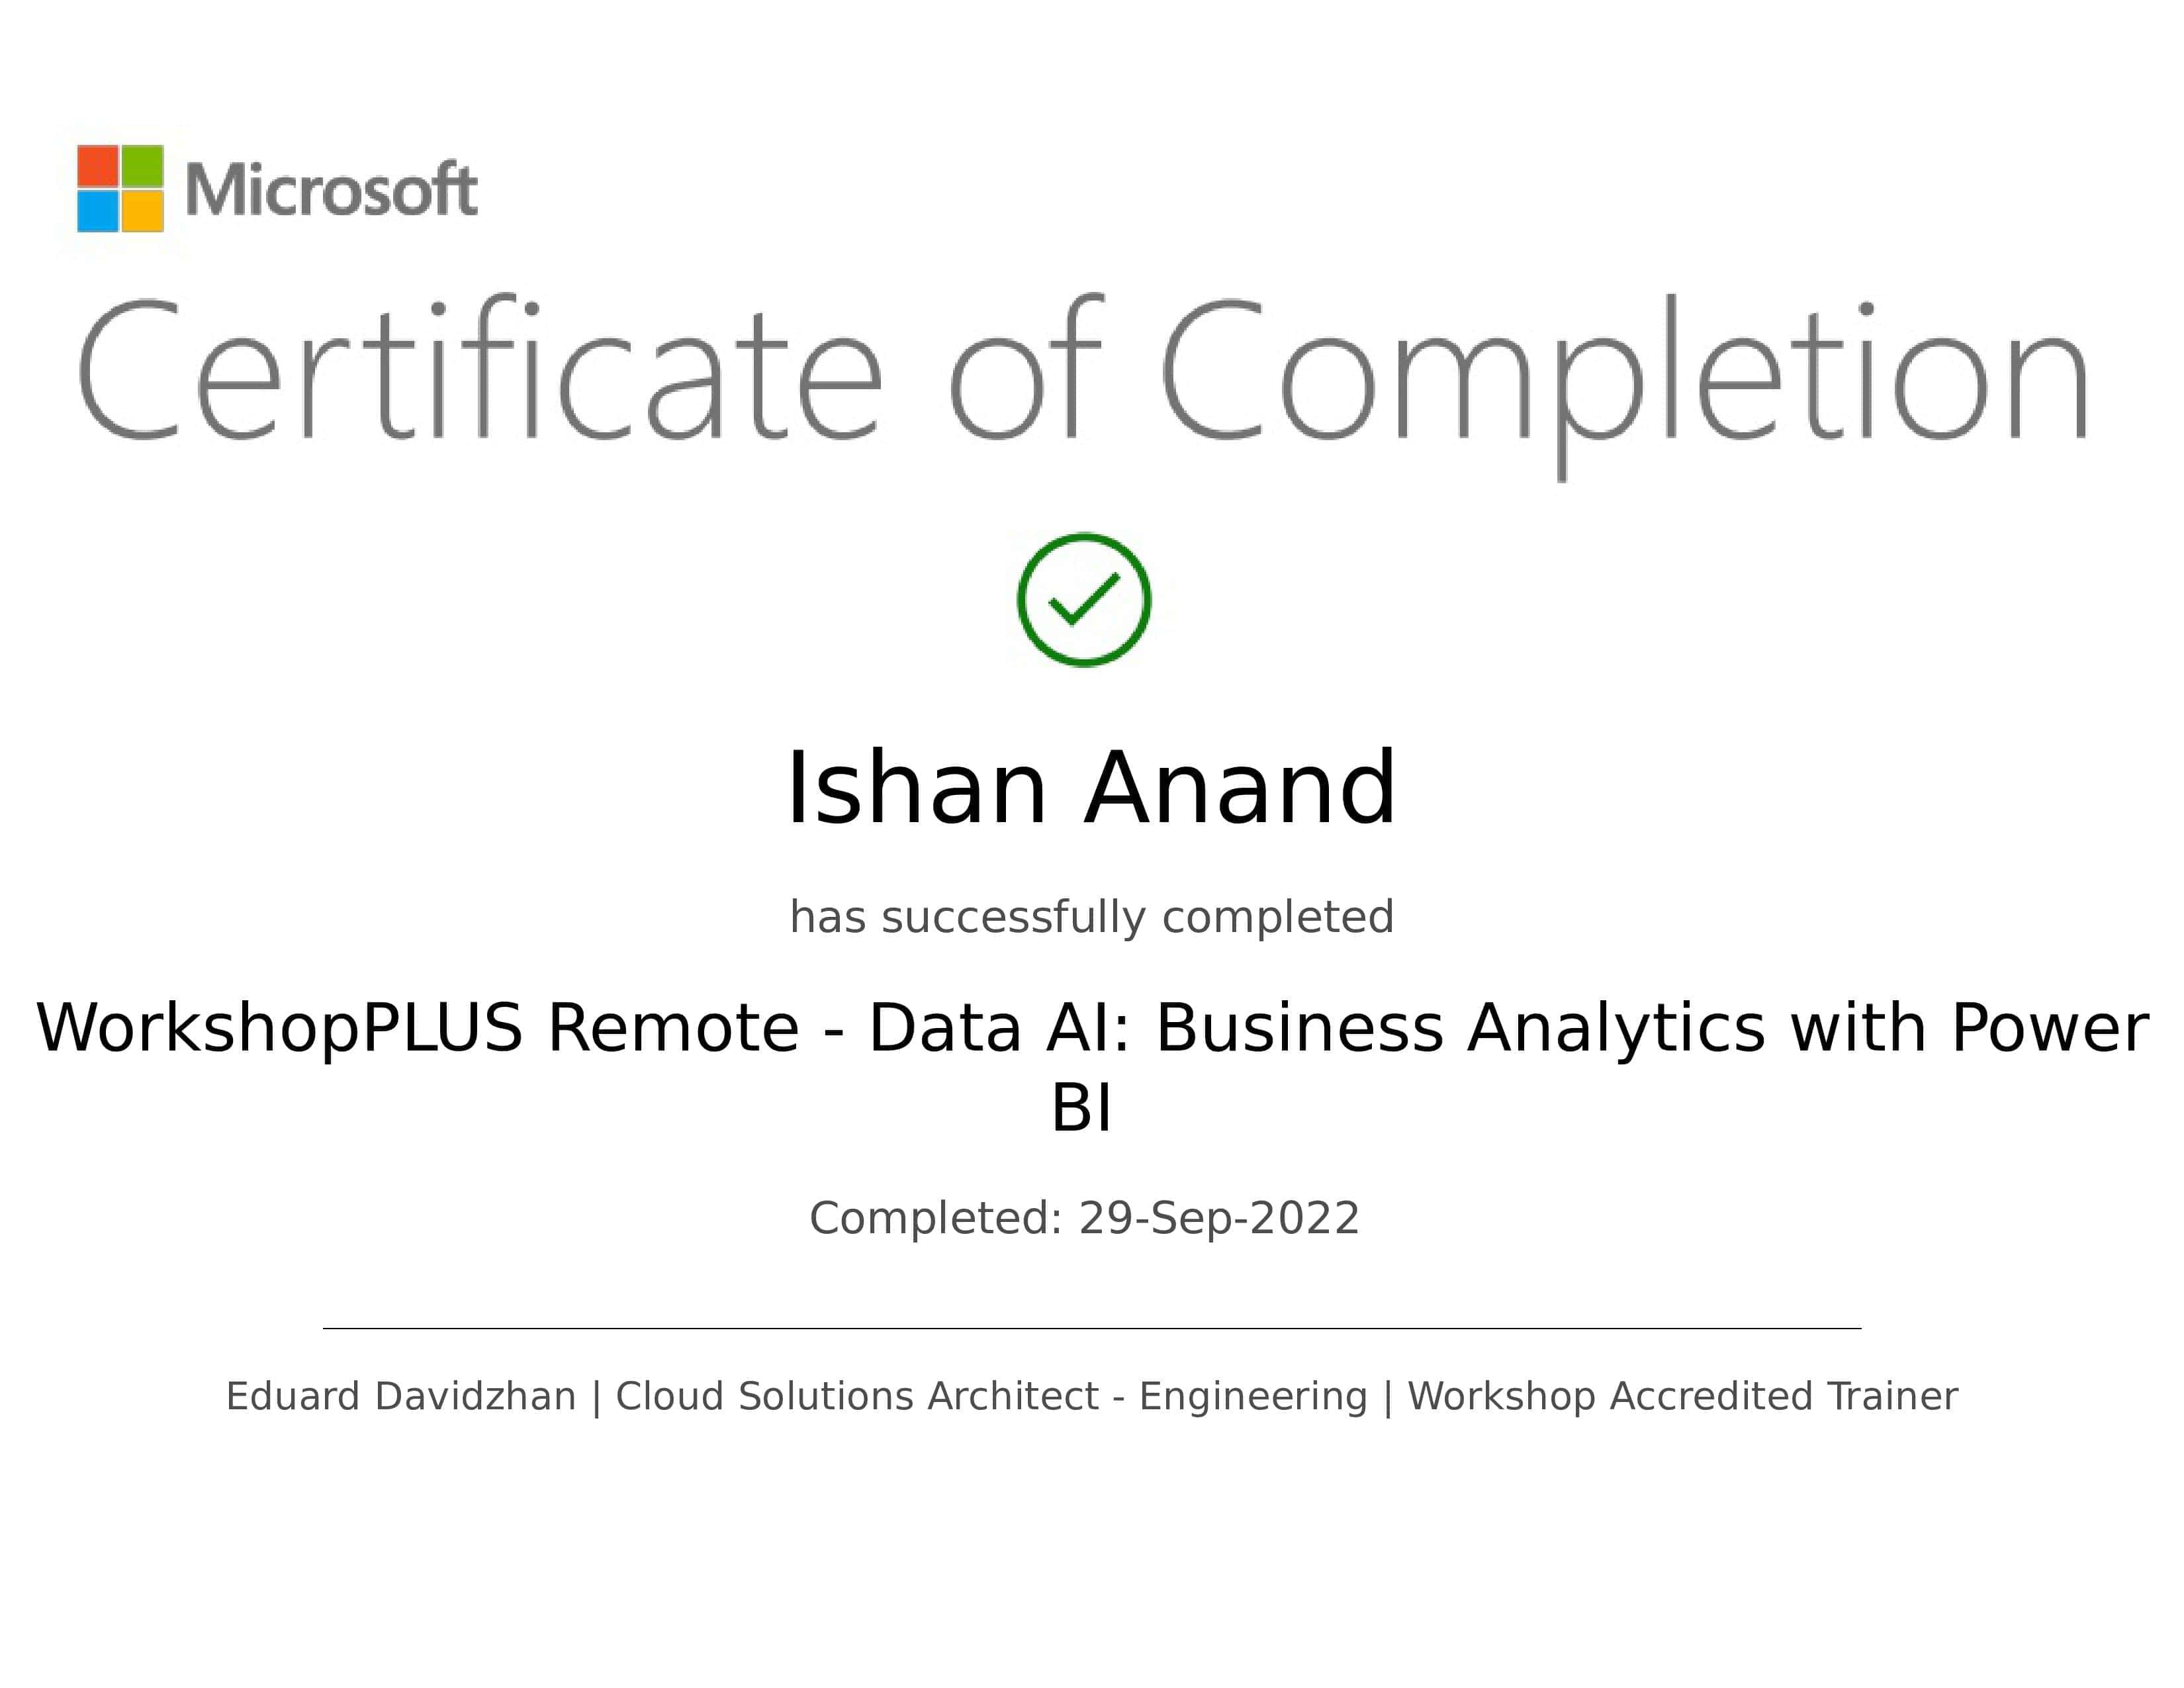 Microsoft
Certificate of Completion
Ishan Anand
has successfully completed
WorkshopPLUS Remote - Data AI: Business Analytics with Power
BI
Completed: 29-Sep-2022
Eduard Davidzhan | Cloud Solutions Architect - Engineering | Workshop Accredited Trainer